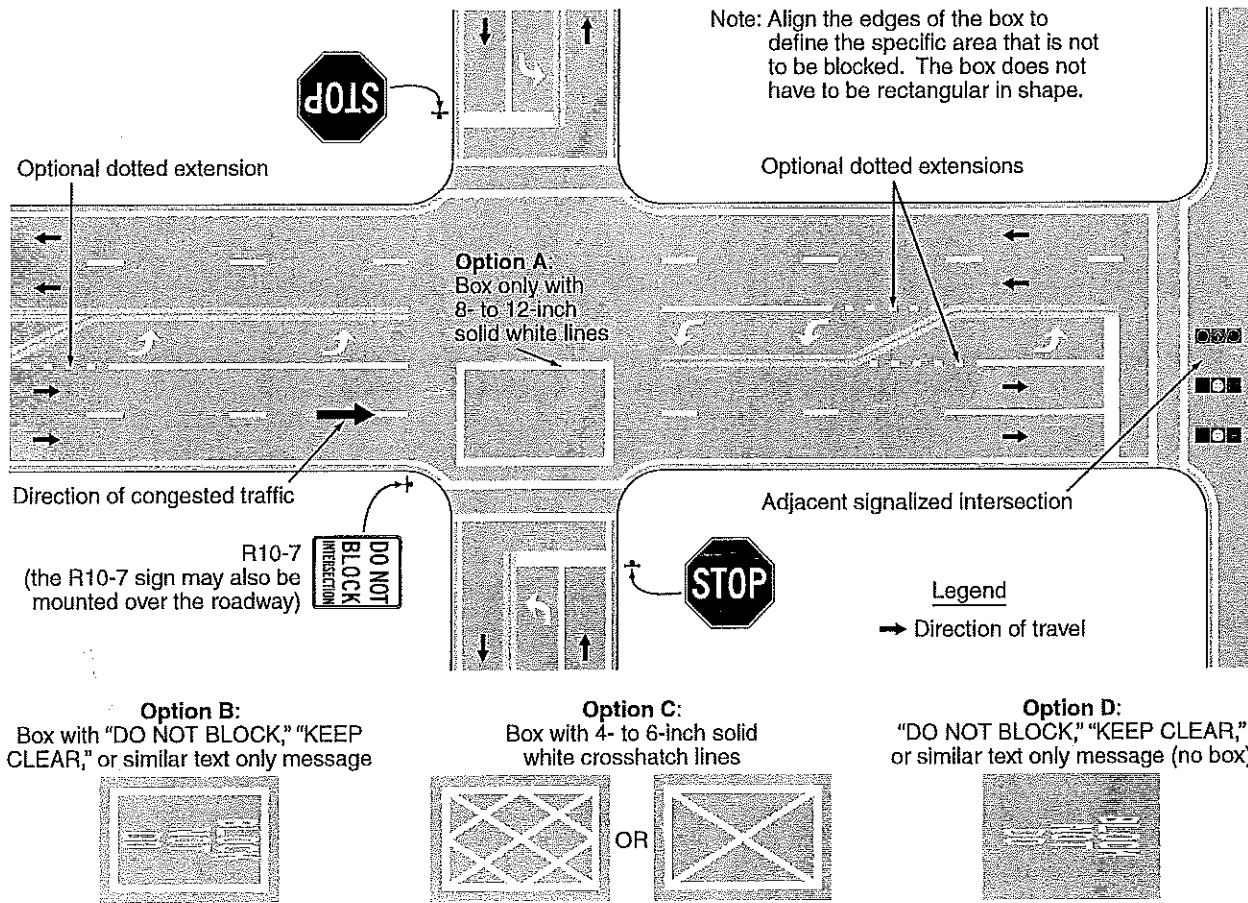 Note: Align the edges of the box to
define the specific area that is not
to be blocked. The box does not
have to be rectangular in shape.
STOP
Optional dotted extension
Optional dotted extensions
Option A:
Box only with
8- to 12-inch
solid white lines
Direction of congested traffic
Adjacent signalized intersection
R10-7
(the R10-7 sign may also be
mounted over the roadway)
DO NOT
BLOCK
INTERSECTION
STOP
Legend
Direction of travel
Option B:
Box with “DO NOT BLOCK,” “KEEP
CLEAR,” or similar text only message
Option C:
Box with 4- to 6-inch solid
white crosshatch lines
OR
Option D:
“DO NOT BLOCK,” “KEEP CLEAR,”
or similar text only message (no box)